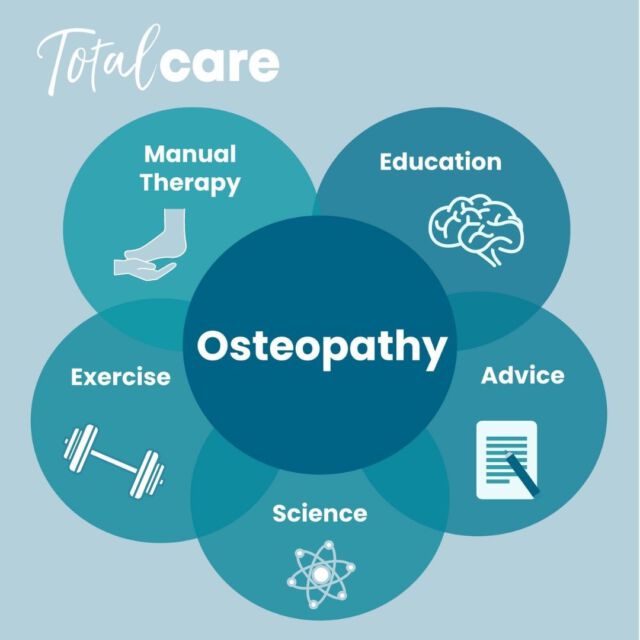 Total care
Manual
Therapy
Education
Osteopathy
Exercise
Advice
Science